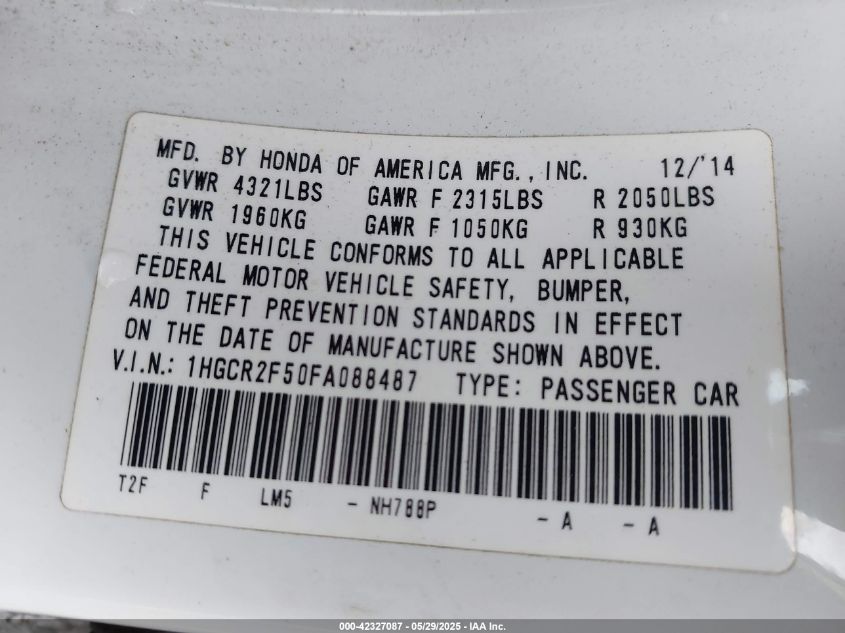 MFD. BY HONDA OF AMERICA MFG., INC. 12/'14
GVWR 4321LBS GAWR F 2315LBS R 2050LBS
GVWR 1960KG GAWR F 1050KG R 930KG
THIS VEHICLE CONFORMS TO ALL APPLICABLE
FEDERAL MOTOR VEHICLE SAFETY, BUMPER,
AND THEFT PREVENTION STANDARDS IN EFFECT
ON THE DATE OF MANUFACTURE SHOWN ABOVE.
V.I.N.: 1HGCR2F50FA088487 TYPE: PASSENGER CAR
T2F F LM5 - NH788P - A - A
000-42327087 - 05/29/2025 - IAA Inc.